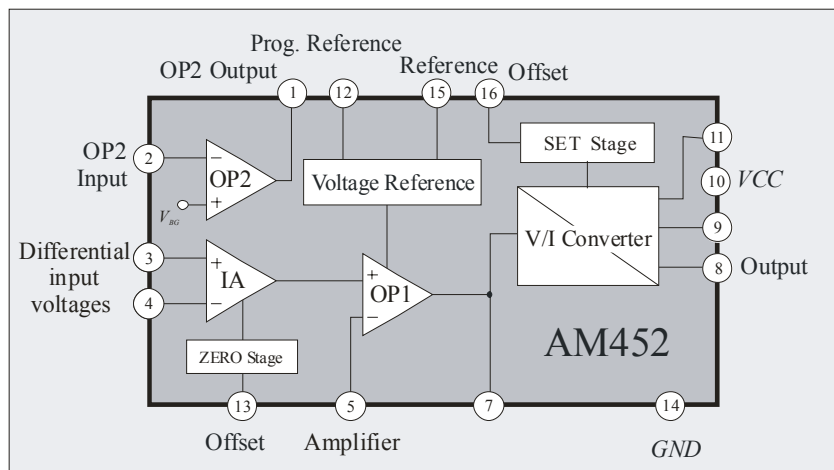 Prog. Reference
OP2 Output
Reference
Offset
1
12
15
16
OP2
Input
2
−
OP2
+
V_BG
Voltage Reference
SET Stage
11
10
VCC
9
8
Output
V/I Converter
Differential
input
voltages
3
4
+
IA
−
+
OP1
−
ZERO Stage
AM452
13
5
7
14
Offset
Amplifier
GND